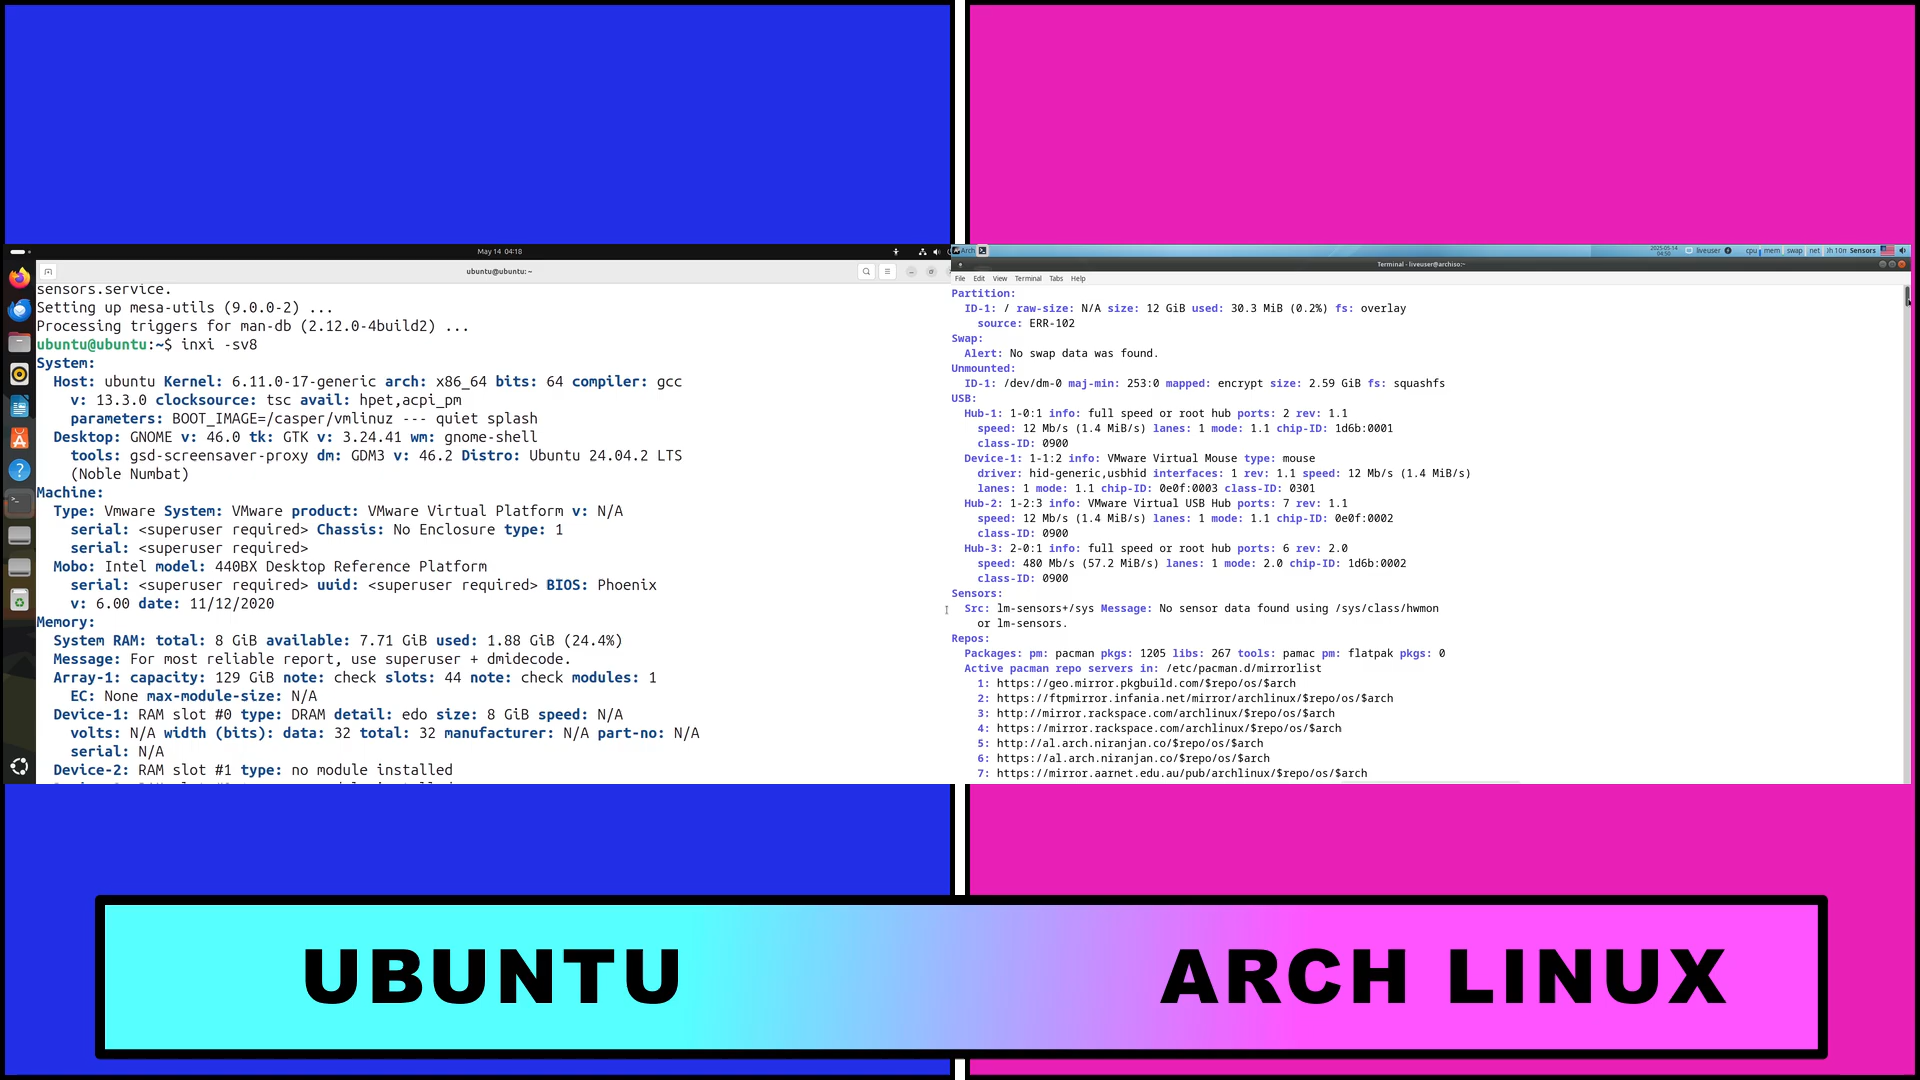 May 14 04:18
ubuntu@ubuntu: ~
sensors.service.
Setting up mesa-utils (9.0.0-2) ...
Processing triggers for man-db (2.12.0-4build2) ...
ubuntu@ubuntu:~$ inxi -sv8
System:
Host: ubuntu Kernel: 6.11.0-17-generic arch: x86_64 bits: 64 compiler: gcc
v: 13.3.0 clocksource: tsc avail: hpet,acpi_pm
parameters: BOOT_IMAGE=/casper/vmlinuz --- quiet splash
Desktop: GNOME v: 46.0 tk: GTK v: 3.24.41 wm: gnome-shell
tools: gsd-screensaver-proxy dm: GDM3 v: 46.2 Distro: Ubuntu 24.04.2 LTS
(Noble Numbat)
Machine:
Type: Vmware System: VMware product: VMware Virtual Platform v: N/A
serial: <superuser required> Chassis: No Enclosure type: 1
serial: <superuser required>
Mobo: Intel model: 440BX Desktop Reference Platform
serial: <superuser required> uuid: <superuser required> BIOS: Phoenix
v: 6.00 date: 11/12/2020
Memory:
System RAM: total: 8 GiB available: 7.71 GiB used: 1.88 GiB (24.4%)
Message: For most reliable report, use superuser + dmidecode.
Array-1: capacity: 129 GiB note: check slots: 44 note: check modules: 1
EC: None max-module-size: N/A
Device-1: RAM slot #0 type: DRAM detail: edo size: 8 GiB speed: N/A
volts: N/A width (bits): data: 32 total: 32 manufacturer: N/A part-no: N/A
serial: N/A
Device-2: RAM slot #1 type: no module installed
Arch
liveuser cpu mem swap net Sensors
Terminal - liveuser@archiso:~
File Edit View Terminal Tabs Help
Partition:
ID-1: / raw-size: N/A size: 12 GiB used: 30.3 MiB (0.2%) fs: overlay
source: ERR-102
Swap:
Alert: No swap data was found.
Unmounted:
ID-1: /dev/dm-0 maj-min: 253:0 mapped: encrypt size: 2.59 GiB fs: squashfs
USB:
Hub-1: 1-0:1 info: full speed or root hub ports: 2 rev: 1.1
speed: 12 Mb/s (1.4 MiB/s) lanes: 1 mode: 1.1 chip-ID: 1d6b:0001
class-ID: 0900
Device-1: 1-1:2 info: VMware Virtual Mouse type: mouse
driver: hid-generic,usbhid interfaces: 1 rev: 1.1 speed: 12 Mb/s (1.4 MiB/s)
lanes: 1 mode: 1.1 chip-ID: 0e0f:0003 class-ID: 0301
Hub-2: 1-2:3 info: VMware Virtual USB Hub ports: 7 rev: 1.1
speed: 12 Mb/s (1.4 MiB/s) lanes: 1 mode: 1.1 chip-ID: 0e0f:0002
class-ID: 0900
Hub-3: 2-0:1 info: full speed or root hub ports: 6 rev: 2.0
speed: 480 Mb/s (57.2 MiB/s) lanes: 1 mode: 2.0 chip-ID: 1d6b:0002
class-ID: 0900
Sensors:
Src: lm-sensors+/sys Message: No sensor data found using /sys/class/hwmon
or lm-sensors.
Repos:
Packages: pm: pacman pkgs: 1205 libs: 267 tools: pamac pm: flatpak pkgs: 0
Active pacman repo servers in: /etc/pacman.d/mirrorlist
1: https://geo.mirror.pkgbuild.com/$repo/os/$arch
2: https://ftpmirror.infania.net/mirror/archlinux/$repo/os/$arch
3: http://mirror.rackspace.com/archlinux/$repo/os/$arch
4: https://mirror.rackspace.com/archlinux/$repo/os/$arch
5: http://al.arch.niranjan.co/$repo/os/$arch
6: https://al.arch.niranjan.co/$repo/os/$arch
7: https://mirror.aarnet.edu.au/pub/archlinux/$repo/os/$arch
UBUNTU
ARCH LINUX